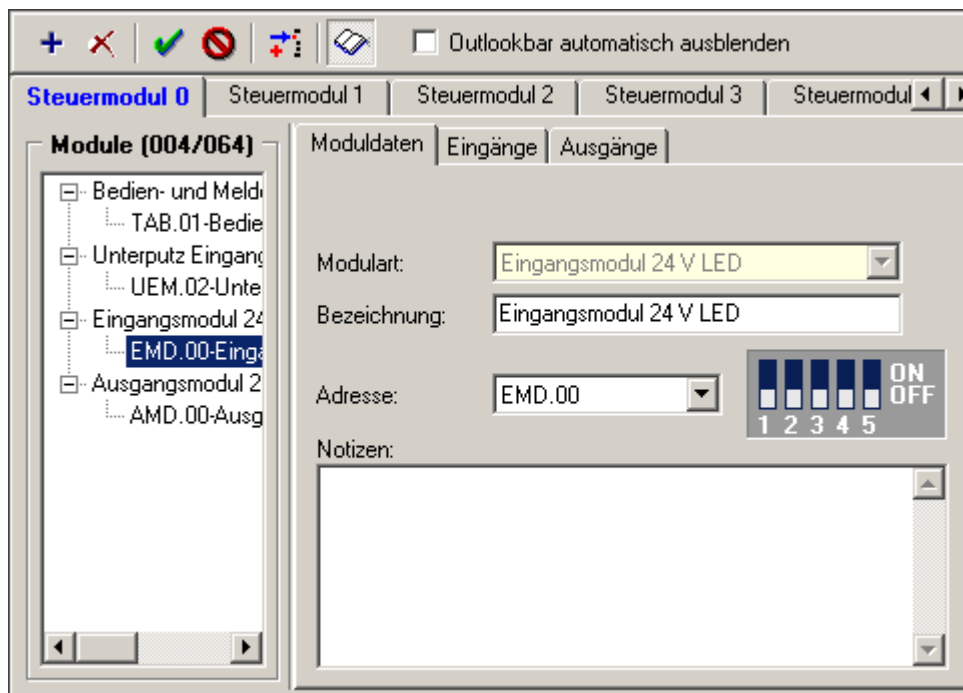 Outlookbar automatisch ausblenden
Steuermodul 0 Steuermodul 1 Steuermodul 2 Steuermodul 3 Steuermodul
Module (004/064)
Bedien- und Meld
TAB.01-Bedie
Unterputz Eingang
UEM.02-Unte
Eingangsmodul 24
EMD.00-Einga
Ausgangsmodul 2
AMD.00-Ausg
Moduldaten Eingänge Ausgänge
Modulart: Eingangsmodul 24 V LED
Bezeichnung: Eingangsmodul 24 V LED
Adresse: EMD.00
ON
OFF
1 2 3 4 5
Notizen: